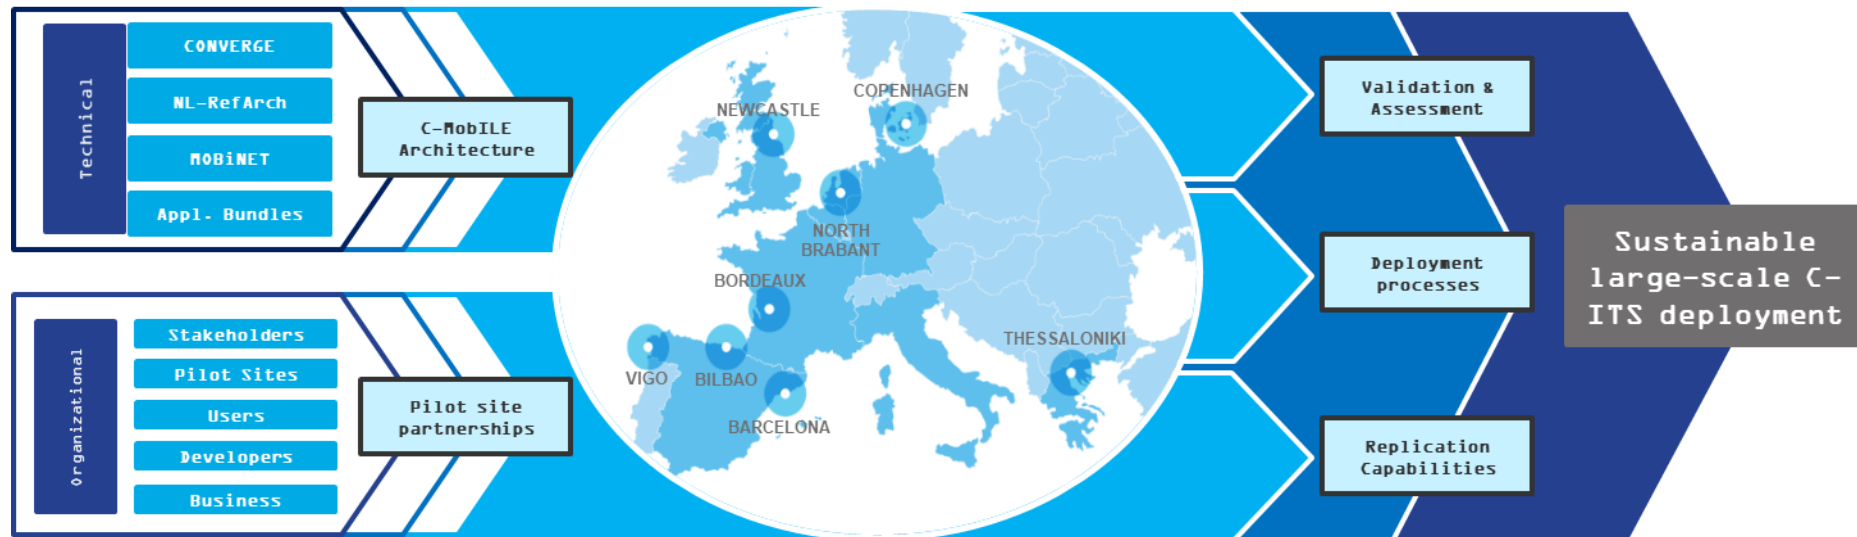 Technical
CONVERGE
NL-RefArch
MOBiNET
Appl. Bundles
C-MobILE
Architecture
Organizational
Stakeholders
Pilot Sites
Users
Developers
Business
Pilot site
partnerships
COPENHAGEN
NEWCASTLE
NORTH
BRABANT
BORDEAUX
THESSALONIKI
VIGO
BILBAO
BARCELONA
Validation &
Assessment
Deployment
processes
Replication
Capabilities
Sustainable
large-scale C-
ITS deployment